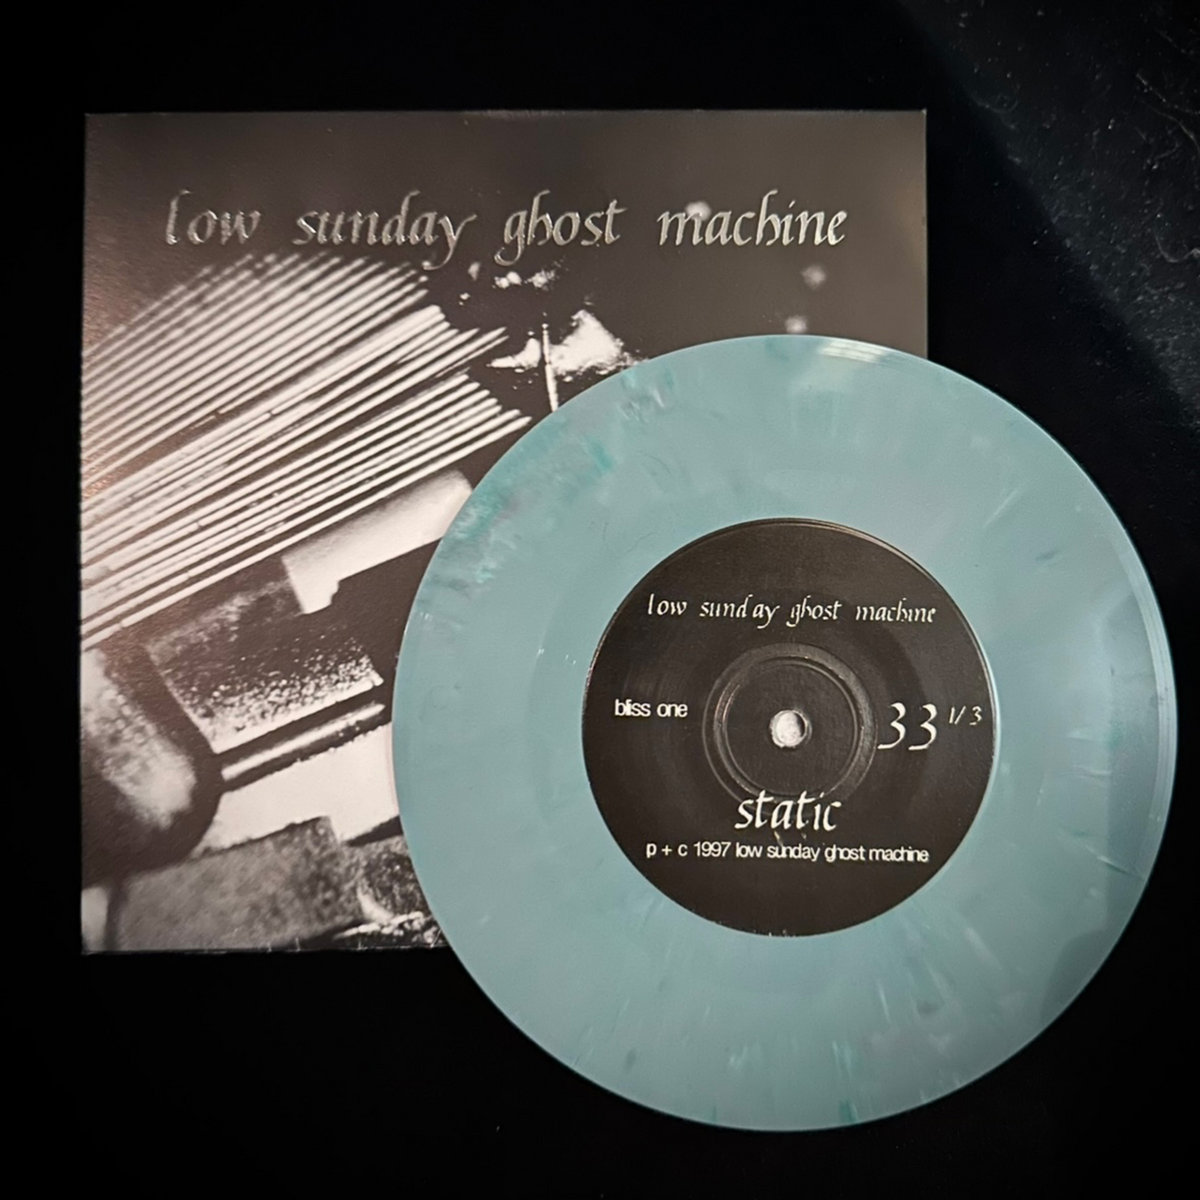 low sunday ghost machine
low sunday ghost machine
bliss one
33 1/3
static
p + c 1997 low sunday ghost machine